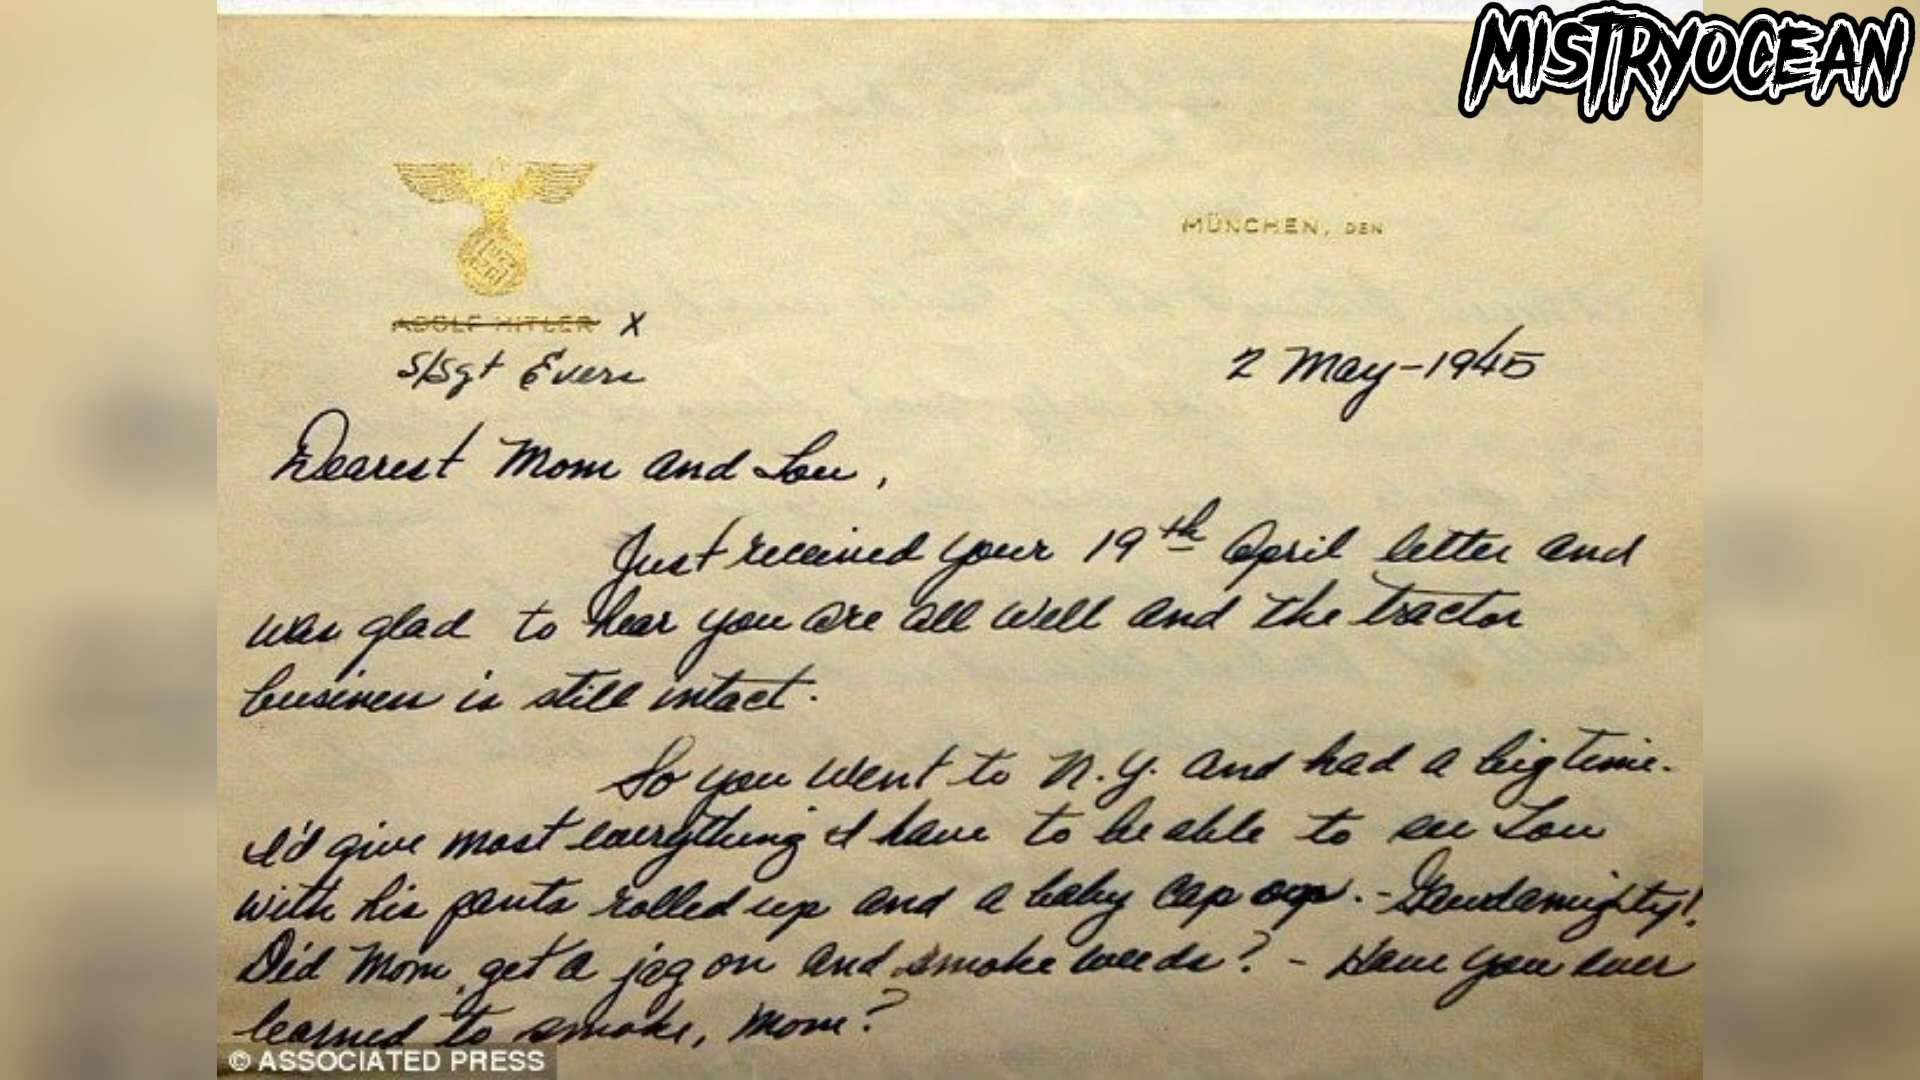 MISTRYOCEAN
MÜNCHEN, DEN
ADOLF HITLER X
S/Sgt Evers
2 May-1945
Dearest Mom and Lou,
Just received your 19th April letter and
was glad to hear you are all well and the tractor
business is still intact.
So you went to N.Y. and had a big time.
I'd give most everything I have to be able to see Lou
with his pants rolled up and a baby cap on. - Gawdamighty!
Did Mom get a jag on and smoke weeds? - Have you ever
learned to smoke, Mom?
© ASSOCIATED PRESS